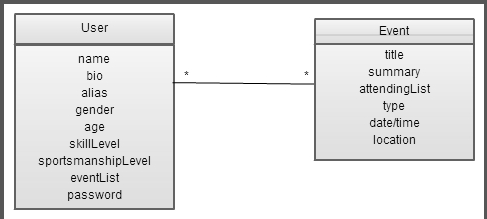 User
name
bio
alias
gender
age
skillLevel
sportsmanshipLevel
eventList
password
*
*
Event
title
summary
attendingList
type
date/time
location